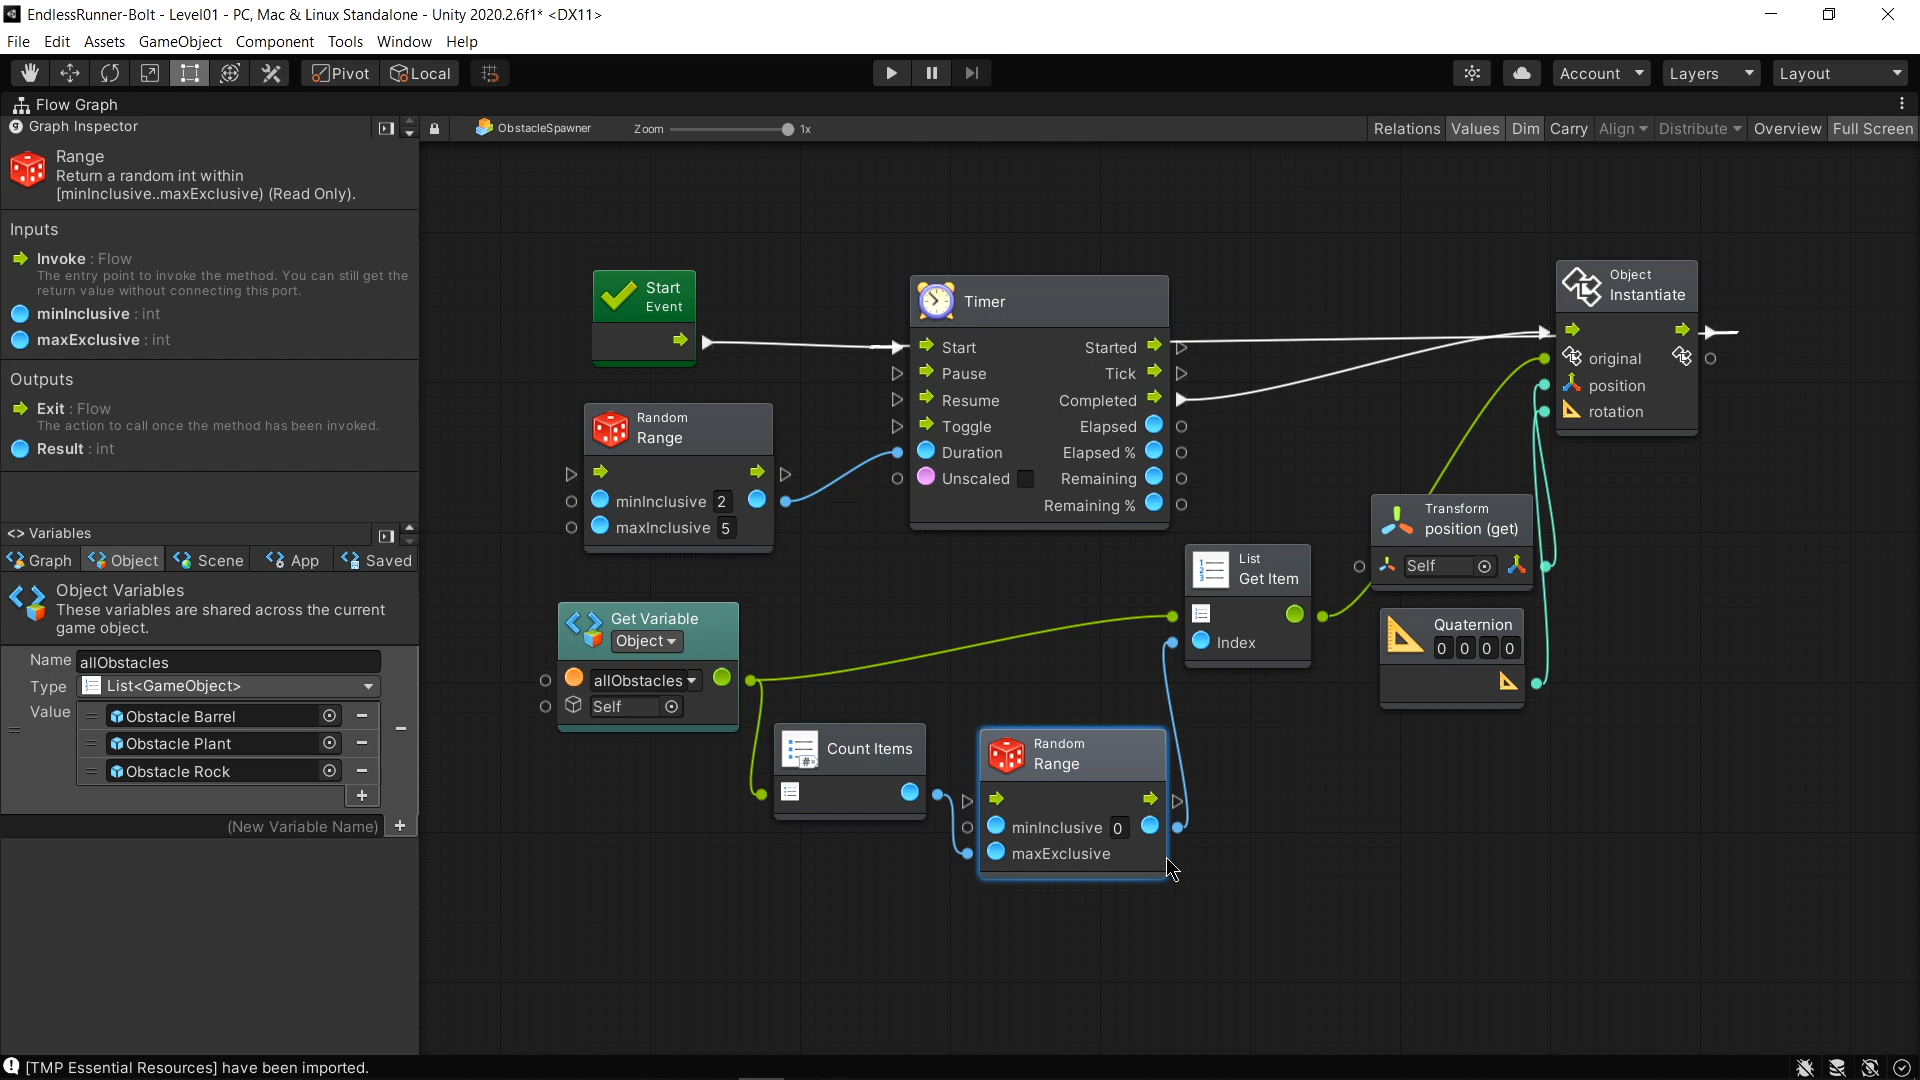 EndlessRunner-Bolt - Level01 - PC, Mac & Linux Standalone - Unity 2020.2.6f1* <DX11>
File Edit Assets GameObject Component Tools Window Help
Pivot Local Account Layers Layout
Flow Graph
Graph Inspector
ObstacleSpawner Zoom 1x Relations Values Dim Carry Align Distribute Overview Full Screen
Range
Return a random int within
[minInclusive..maxExclusive) (Read Only).
Inputs
Invoke : Flow
The entry point to invoke the method. You can still get the
return value without connecting this port.
minInclusive : int
maxExclusive : int
Outputs
Exit : Flow
The action to call once the method has been invoked.
Result : int
<> Variables
Graph Object Scene App Saved
Object Variables
These variables are shared across the current
game object.
Name allObstacles
Type List<GameObject>
Value
Obstacle Barrel
Obstacle Plant
Obstacle Rock
(New Variable Name)
Start
Event
Random
Range
minInclusive 2
maxInclusive 5
Timer
Start Started
Pause Tick
Resume Completed
Toggle Elapsed
Duration Elapsed %
Unscaled Remaining
Remaining %
Object
Instantiate
original
position
rotation
Get Variable
Object
allObstacles
Self
Count Items
Random
Range
minInclusive 0
maxExclusive
List
Get Item
Index
Transform
position (get)
Self
Quaternion
0 0 0 0
[TMP Essential Resources] have been imported.